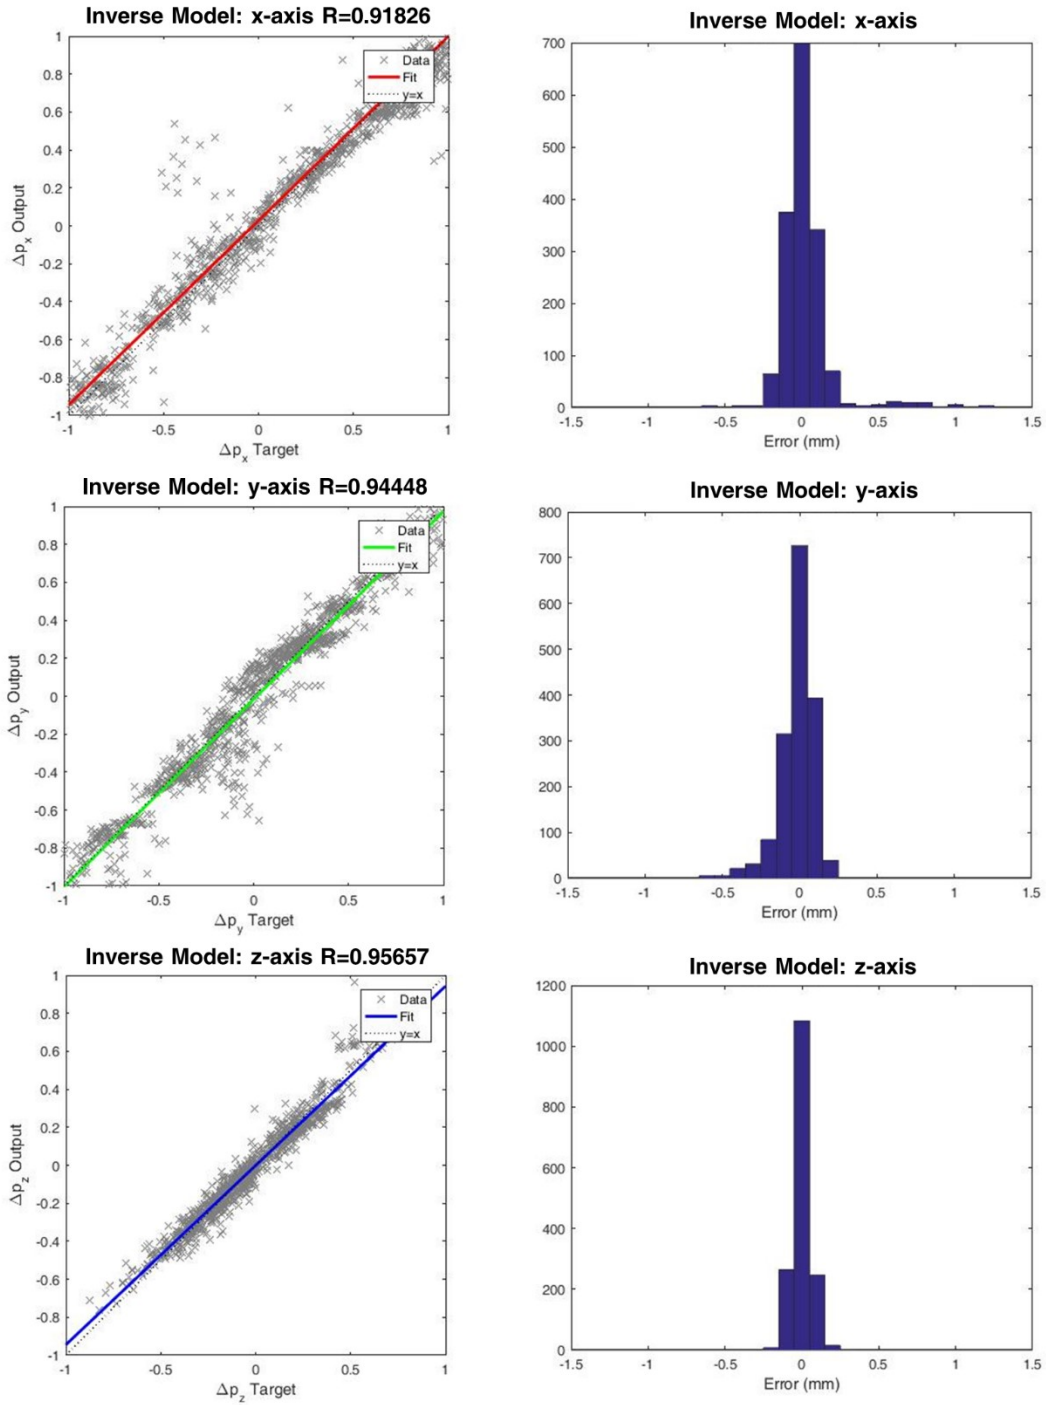 Inverse Model: x-axis R=0.91826
1
0.8
0.6
0.4
0.2
0
-0.2
-0.4
-0.6
-0.8
-1
Δpx Output
Data
Fit
y=x
-1 -0.5 0 0.5 1
Δpx Target
Inverse Model: x-axis
700
600
500
400
300
200
100
0
-1.5 -1 -0.5 0 0.5 1 1.5
Error (mm)
Inverse Model: y-axis R=0.94448
1
0.8
0.6
0.4
0.2
0
-0.2
-0.4
-0.6
-0.8
-1
Δpy Output
Data
Fit
y=x
-1 -0.5 0 0.5 1
Δpy Target
Inverse Model: y-axis
800
700
600
500
400
300
200
100
0
-1.5 -1 -0.5 0 0.5 1 1.5
Error (mm)
Inverse Model: z-axis R=0.95657
1
0.8
0.6
0.4
0.2
0
-0.2
-0.4
-0.6
-0.8
-1
Δpz Output
Data
Fit
y=x
-1 -0.5 0 0.5 1
Δpz Target
Inverse Model: z-axis
1200
1000
800
600
400
200
0
-1.5 -1 -0.5 0 0.5 1 1.5
Error (mm)